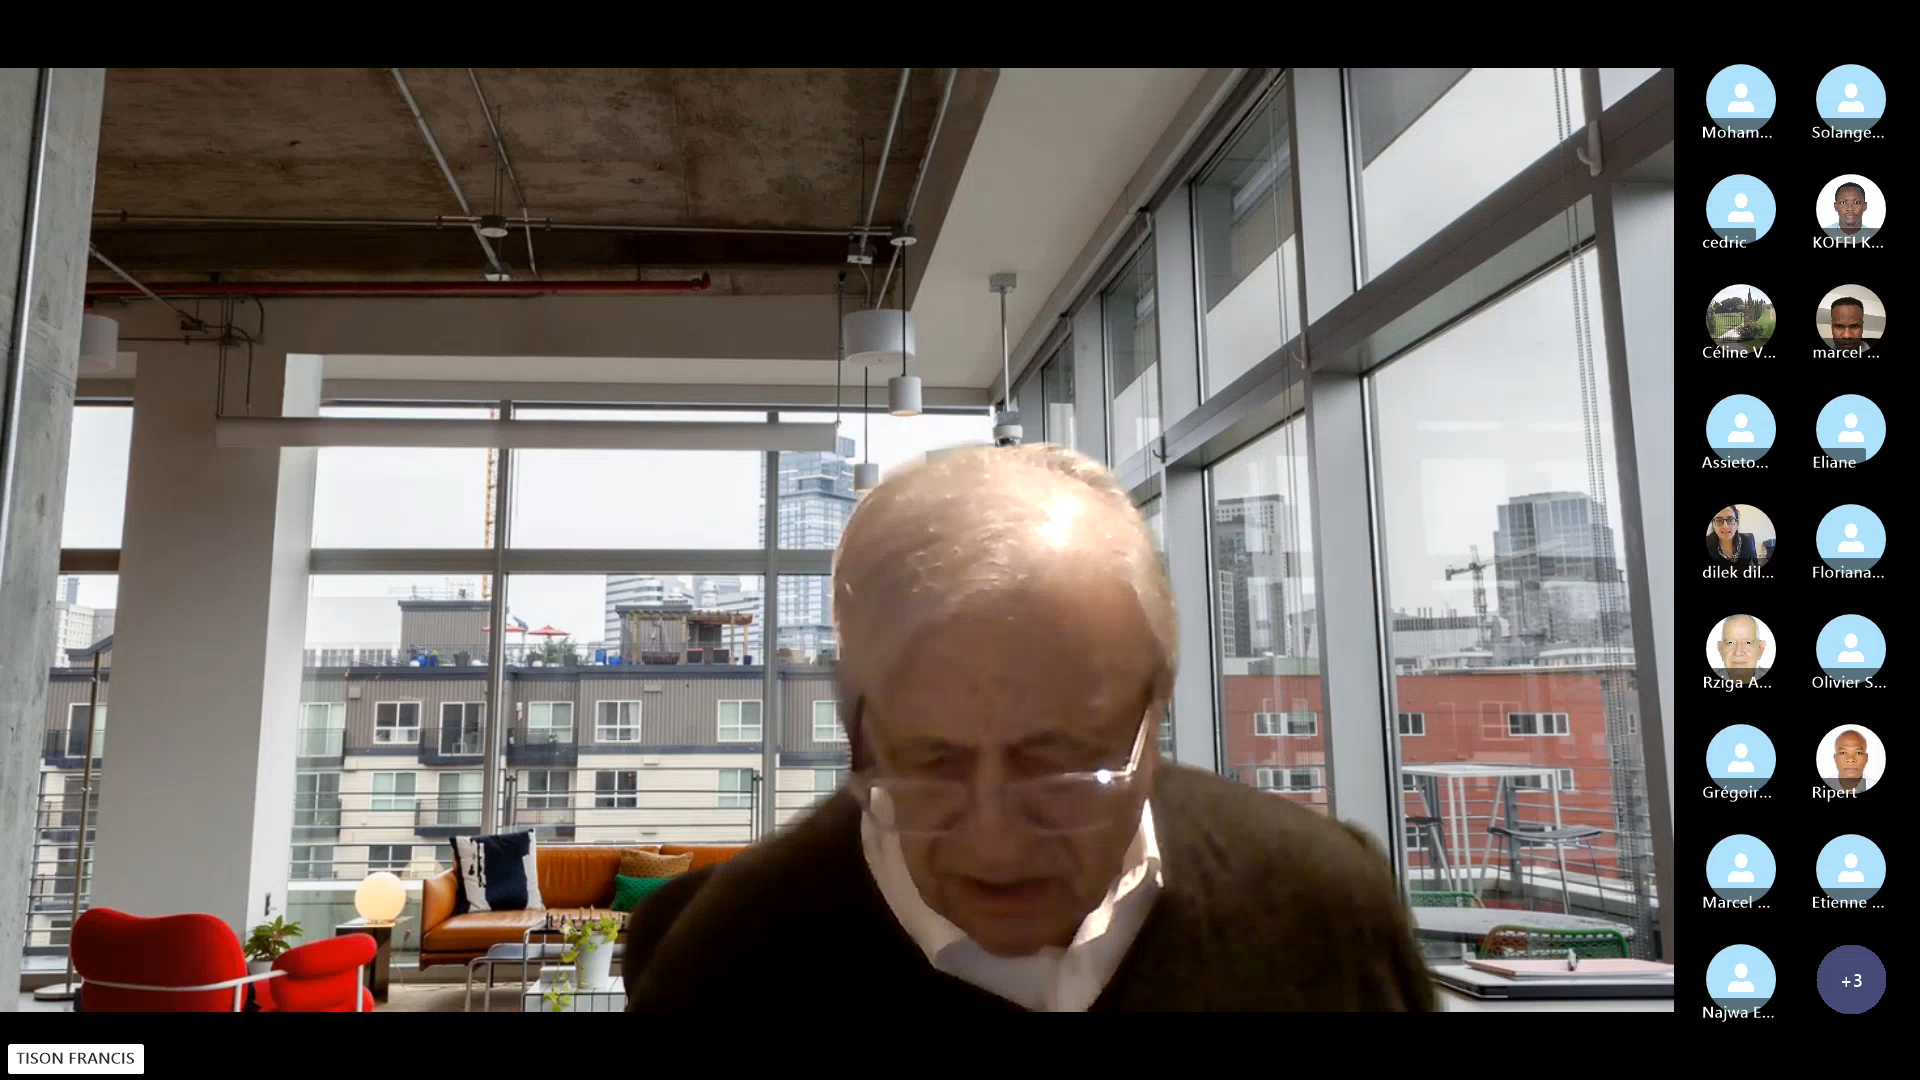 Moham...
Solange...
cedric
KOFFI K...
Céline V...
marcel ...
Assieto...
Eliane
dilek dil...
Floriana...
Rziga A...
Olivier S...
Grégoir...
Ripert
Marcel ...
Etienne ...
Najwa E...
+3
TISON FRANCIS